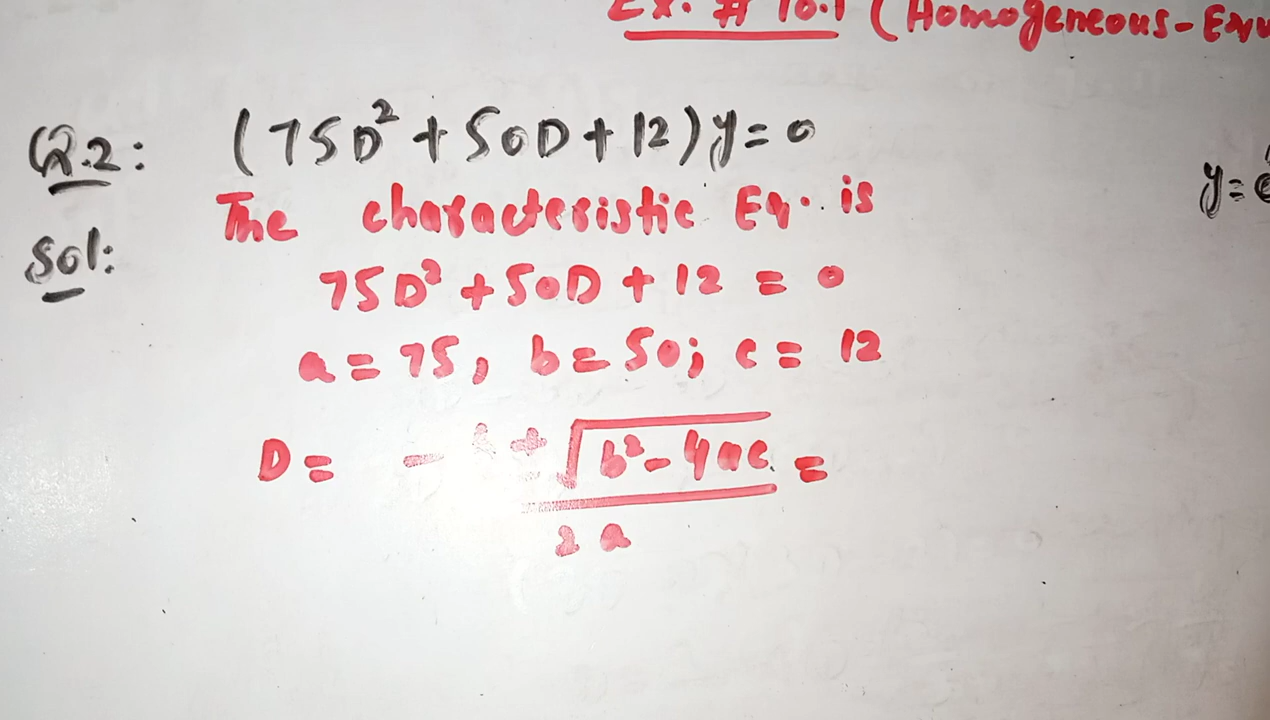 Ex. # 10.1 (Homogeneous-
Q.2: (75D² + 50D + 12) y = 0
Sol: The characteristic Eq. is
75D² + 50D + 12 = 0
a = 75, b = 50; c = 12
D = - b ± √b² - 4ac =
2a
y =